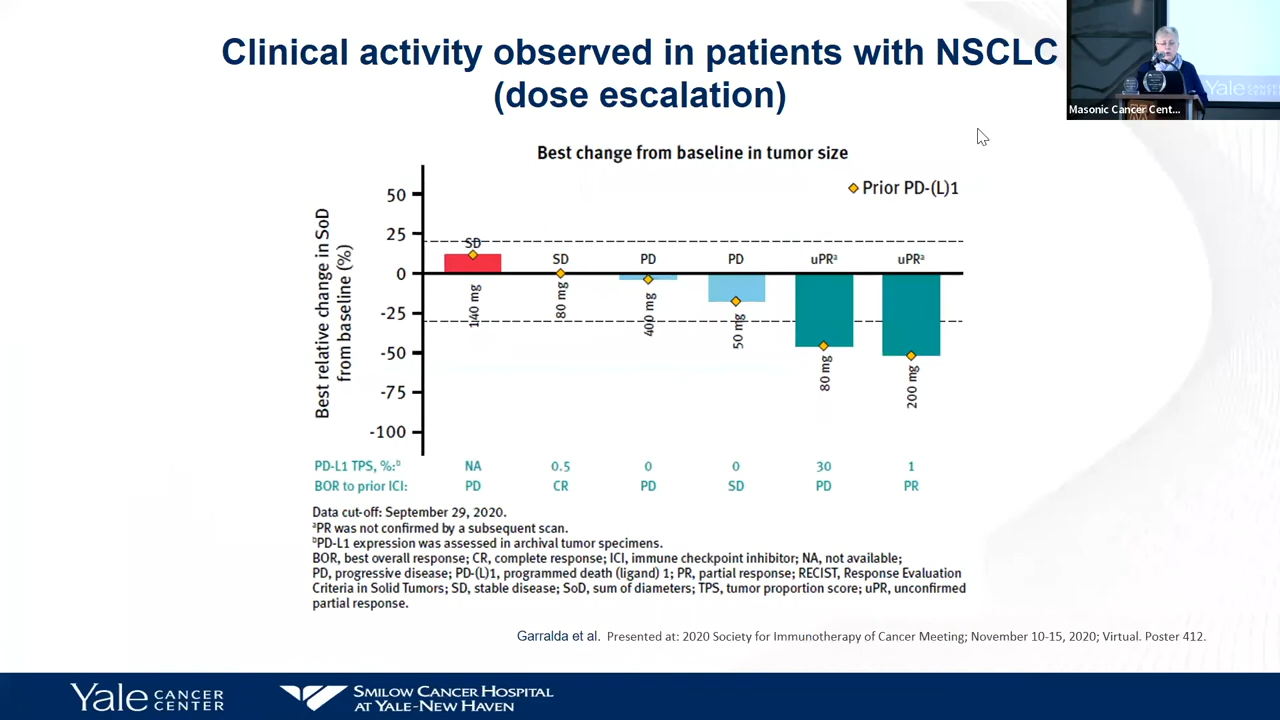 Clinical activity observed in patients with NSCLC
(dose escalation)
Yale
Masonic Cancer Cent...
Best change from baseline in tumor size
Prior PD-(L)1
Best relative change in SoD
from baseline (%)
50
25
0
-25
-50
-75
-100
SD
SD
PD
PD
uPRᵃ
uPRᵃ
140 mg
80 mg
400 mg
50 mg
80 mg
200 mg
PD-L1 TPS, %:ᵇ NA 0.5 0 0 30 1
BOR to prior ICI: PD CR PD SD PD PR
Data cut-off: September 29, 2020.
ᵃPR was not confirmed by a subsequent scan.
ᵇPD-L1 expression was assessed in archival tumor specimens.
BOR, best overall response; CR, complete response; ICI, immune checkpoint inhibitor; NA, not available;
PD, progressive disease; PD-(L)1, programmed death (ligand) 1; PR, partial response; RECIST, Response Evaluation
Criteria in Solid Tumors; SD, stable disease; SoD, sum of diameters; TPS, tumor proportion score; uPR, unconfirmed
partial response.
Garralda et al. Presented at: 2020 Society for Immunotherapy of Cancer Meeting; November 10-15, 2020; Virtual. Poster 412.
Yale CANCER CENTER
SMILOW CANCER HOSPITAL
AT YALE-NEW HAVEN